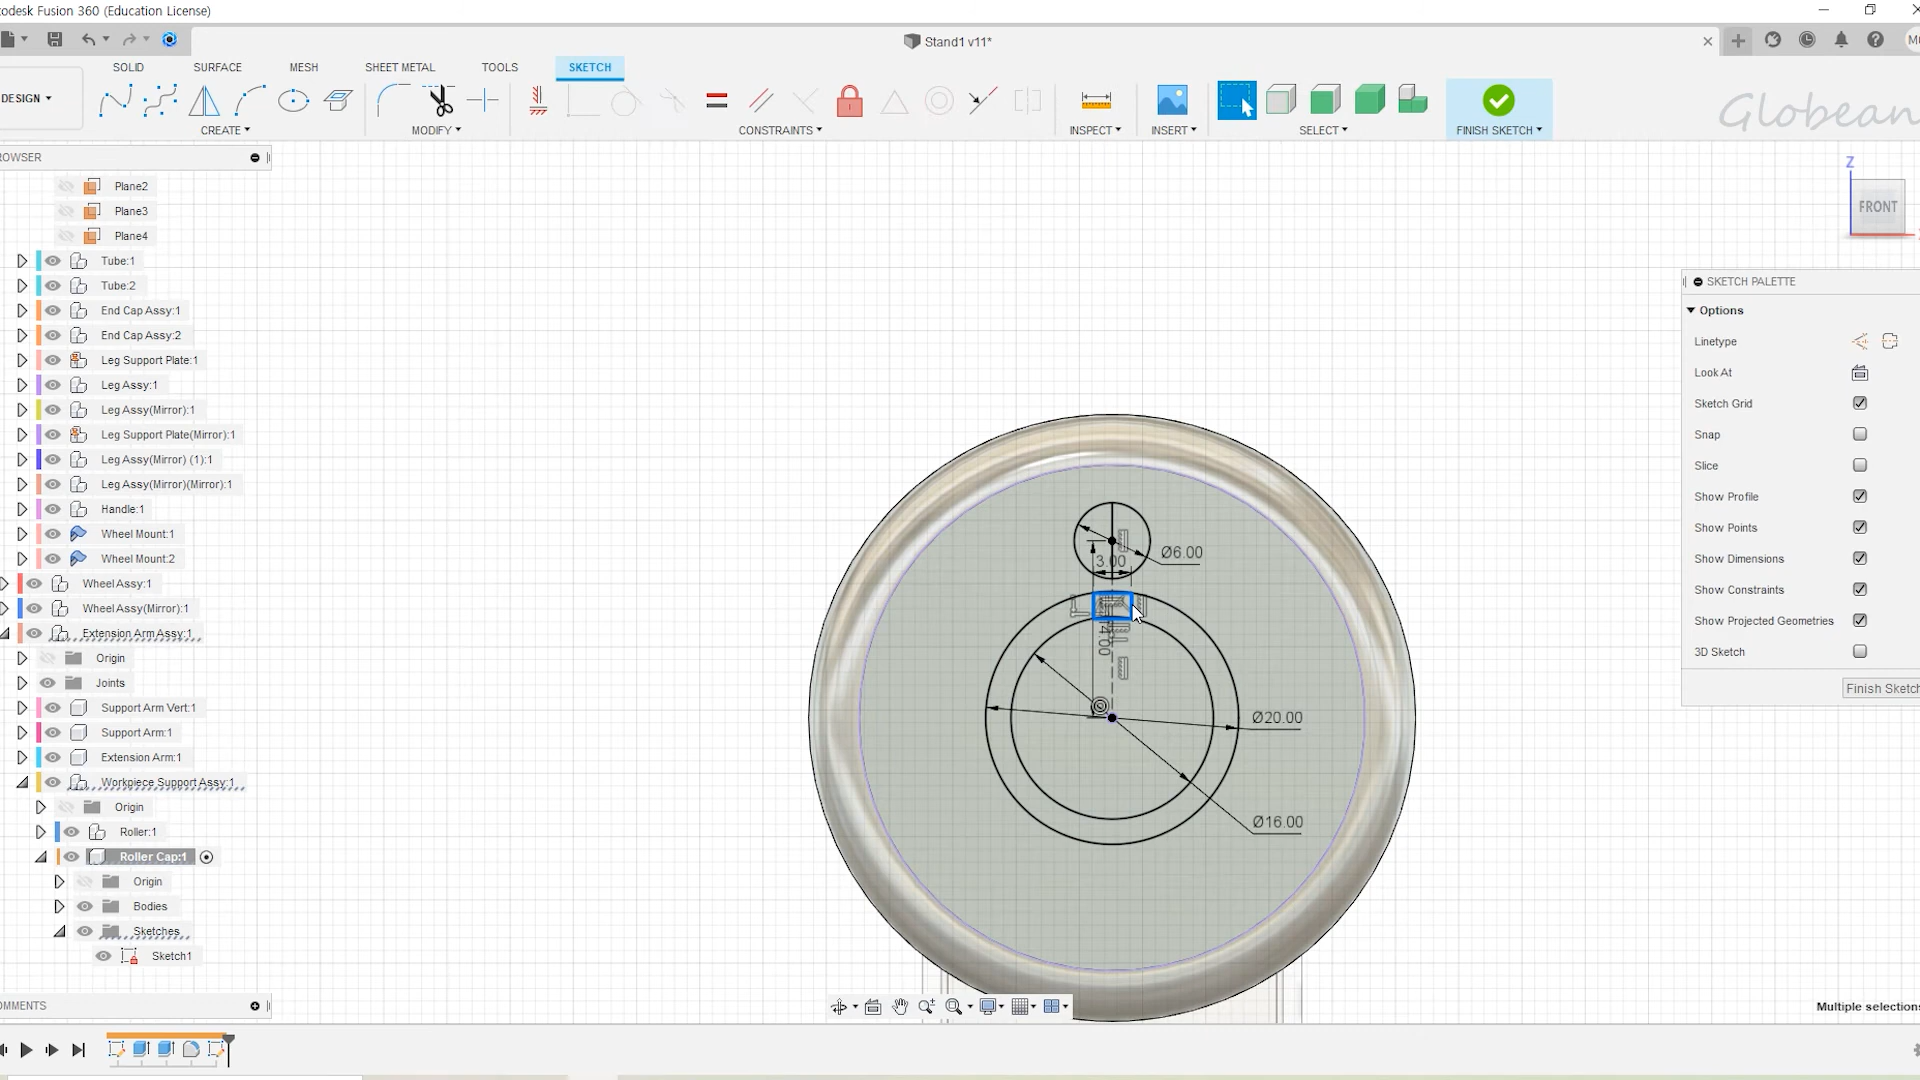 odesk Fusion 360 (Education License)
Stand1 v11*
SOLID
SURFACE
MESH
SHEET METAL
TOOLS
SKETCH
DESIGN
CREATE
MODIFY
CONSTRAINTS
INSPECT
INSERT
SELECT
FINISH SKETCH
Globean
ROWSER
Plane2
Plane3
Plane4
Tube:1
Tube:2
End Cap Assy:1
End Cap Assy:2
Leg Support Plate:1
Leg Assy:1
Leg Assy(Mirror):1
Leg Support Plate(Mirror):1
Leg Assy(Mirror) (1):1
Leg Assy(Mirror)(Mirror):1
Handle:1
Wheel Mount:1
Wheel Mount:2
Wheel Assy:1
Wheel Assy(Mirror):1
Extension Arm Assy:1
Origin
Joints
Support Arm Vert:1
Support Arm:1
Extension Arm:1
Workpiece Support Assy:1
Origin
Roller:1
Roller Cap:1
Origin
Bodies
Sketches
Sketch1
OMMENTS
Ø6.00
3.00
Ø20.00
Ø16.00
Z
FRONT
SKETCH PALETTE
Options
Linetype
Look At
Sketch Grid
Snap
Slice
Show Profile
Show Points
Show Dimensions
Show Constraints
Show Projected Geometries
3D Sketch
Finish Sketch
Multiple selections